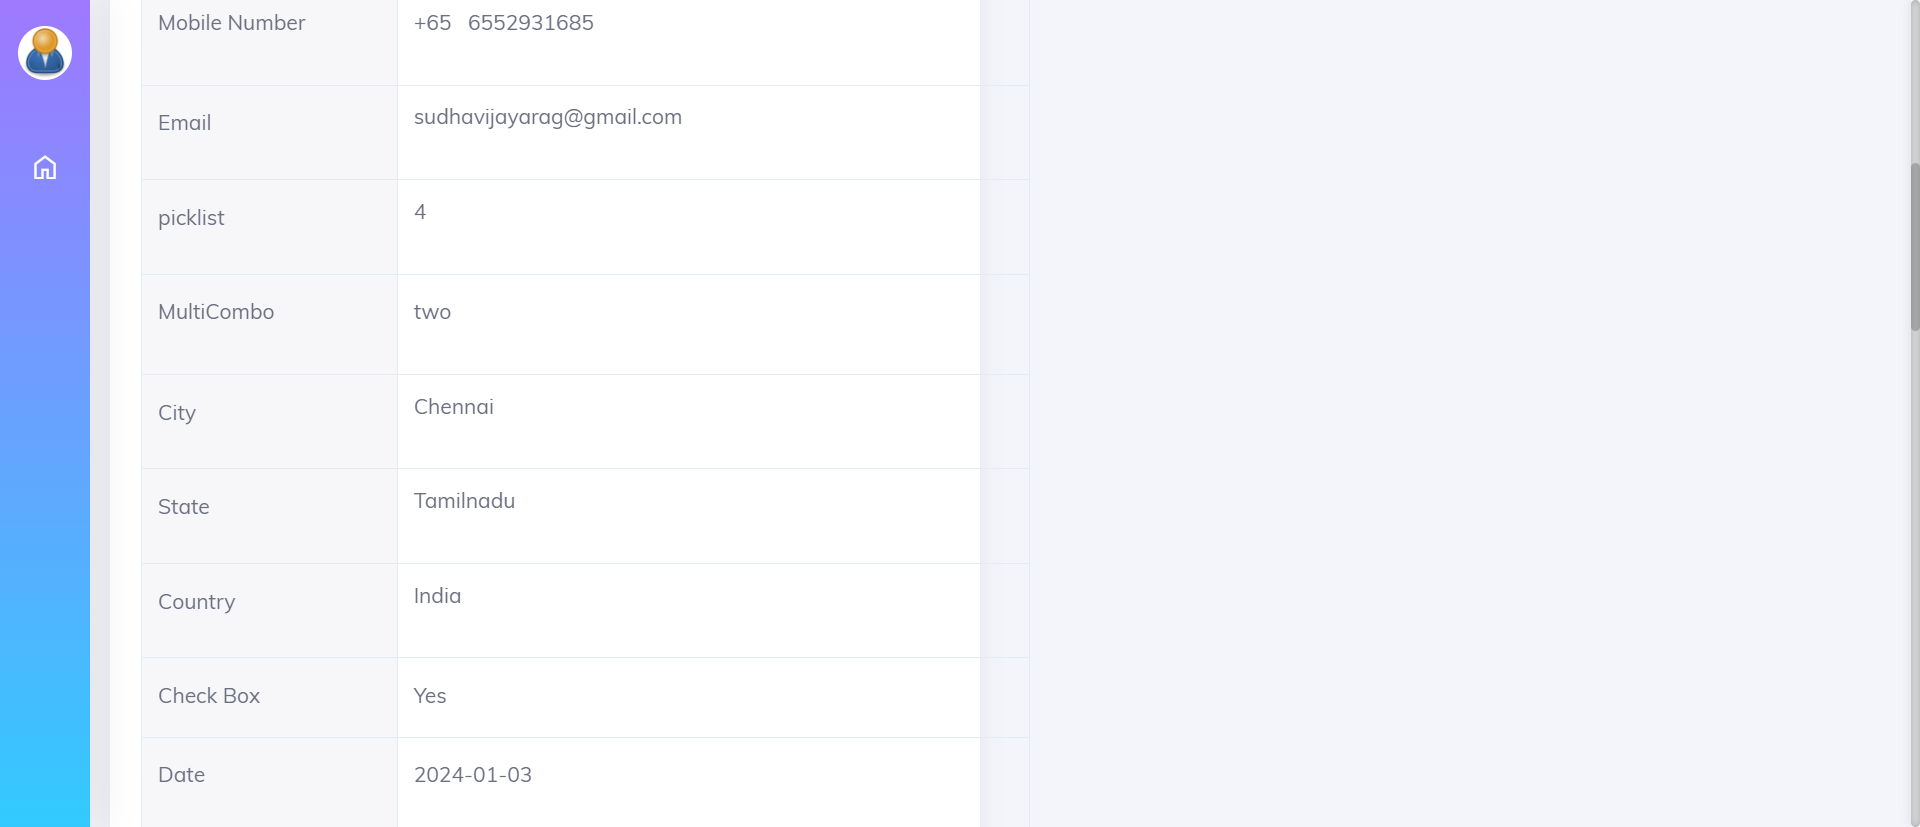 Mobile Number +65 6552931685
Email sudhavijayarag@gmail.com
picklist 4
MultiCombo two
City Chennai
State Tamilnadu
Country India
Check Box Yes
Date 2024-01-03